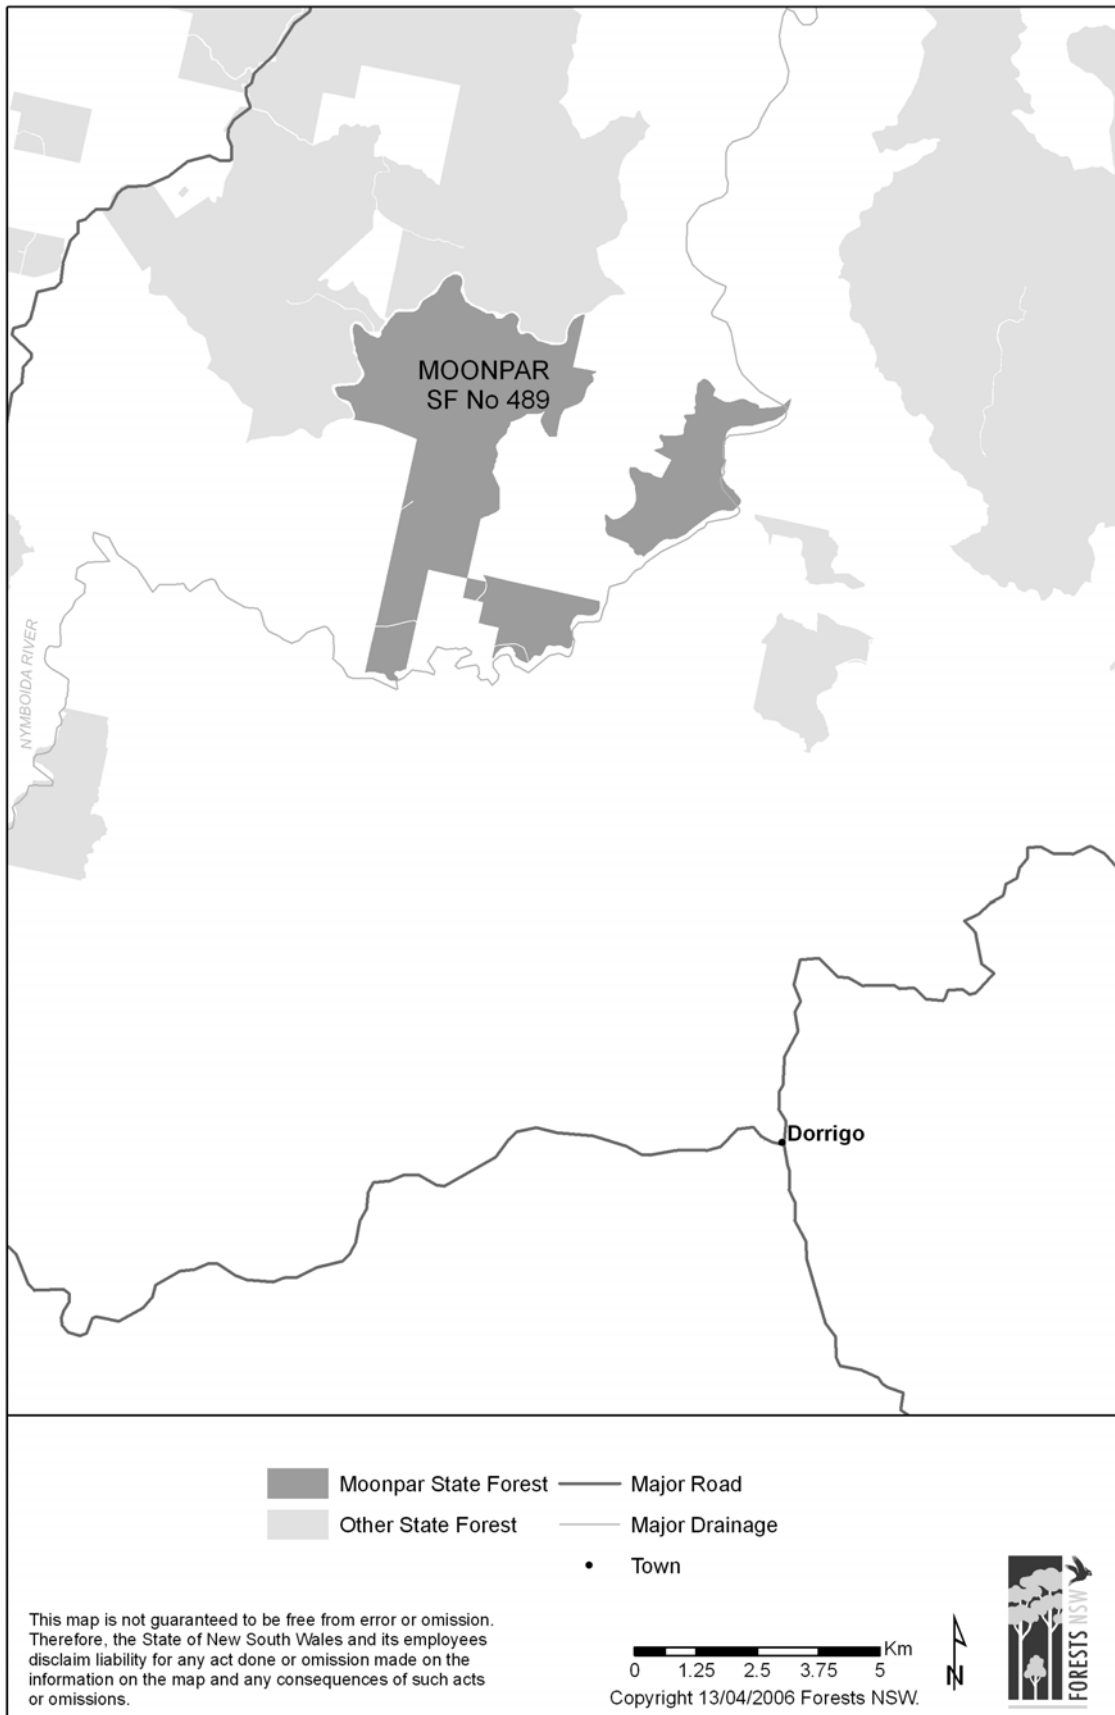 MOONPAR
SF No 489
NYMBOIDA RIVER
Dorrigo
Moonpar State Forest
Major Road
Other State Forest
Major Drainage
Town
This map is not guaranteed to be free from error or omission.
Therefore, the State of New South Wales and its employees
disclaim liability for any act done or omission made on the
information on the map and any consequences of such acts
or omissions.
Km
0 1.25 2.5 3.75 5
Copyright 13/04/2006 Forests NSW.
N
FORESTS NSW